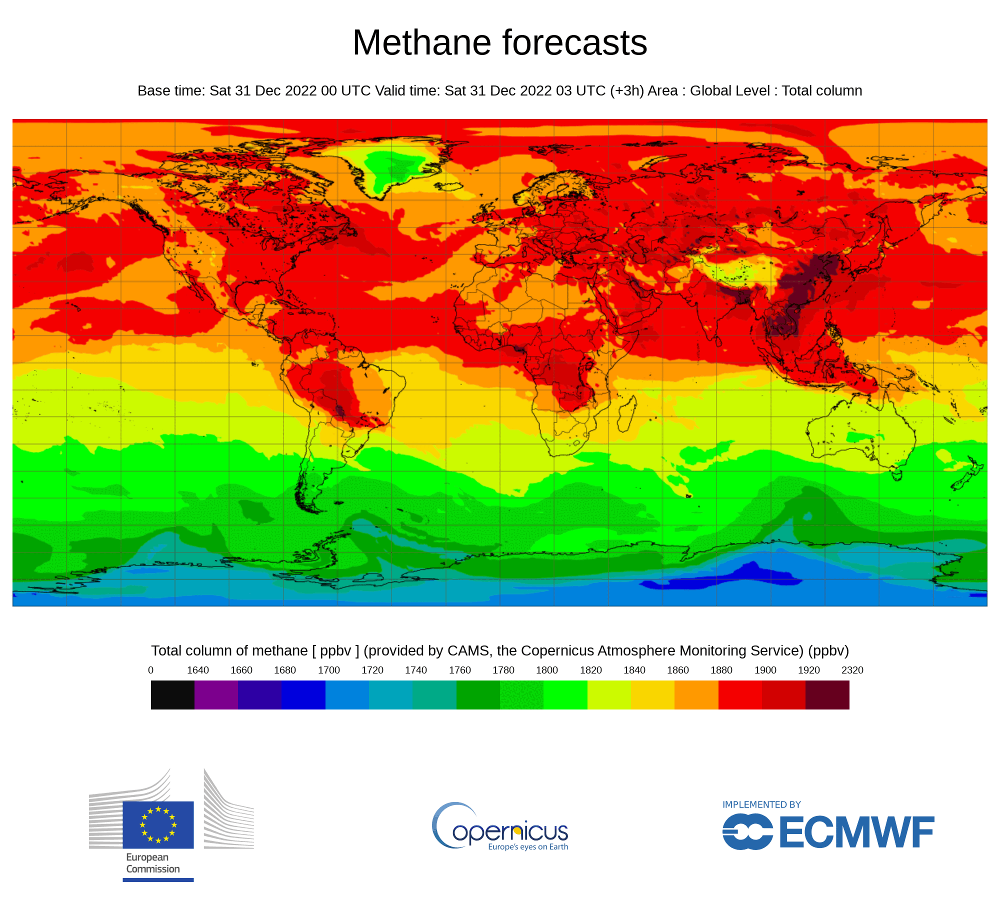 Methane forecasts
Base time: Sat 31 Dec 2022 00 UTC Valid time: Sat 31 Dec 2022 03 UTC (+3h) Area : Global Level : Total column
Total column of methane [ ppbv ] (provided by CAMS, the Copernicus Atmosphere Monitoring Service) (ppbv)
0 1640 1660 1680 1700 1720 1740 1760 1780 1800 1820 1840 1860 1880 1900 1920 2320
European
Commission
opernicus
Europe's eyes on Earth
IMPLEMENTED BY
ECMWF